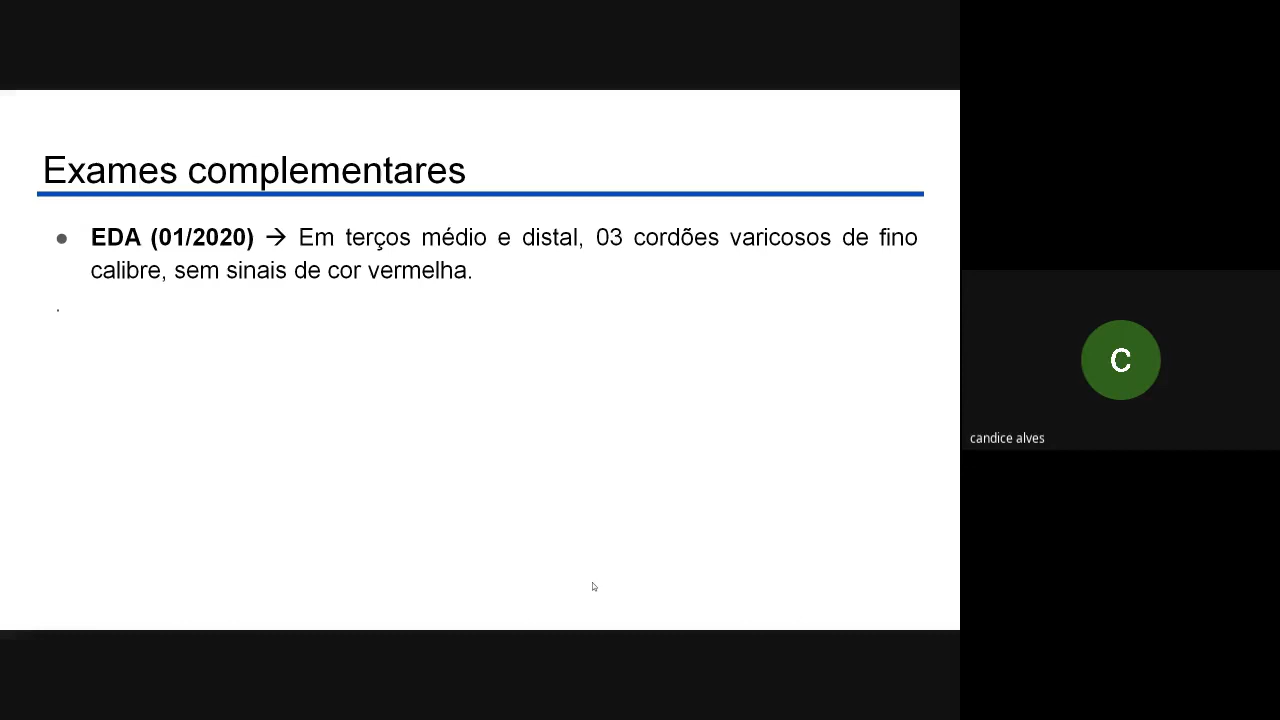 Exames complementares
● EDA (01/2020) → Em terços médio e distal, 03 cordões varicosos de fino
calibre, sem sinais de cor vermelha.
.
C
candice alves